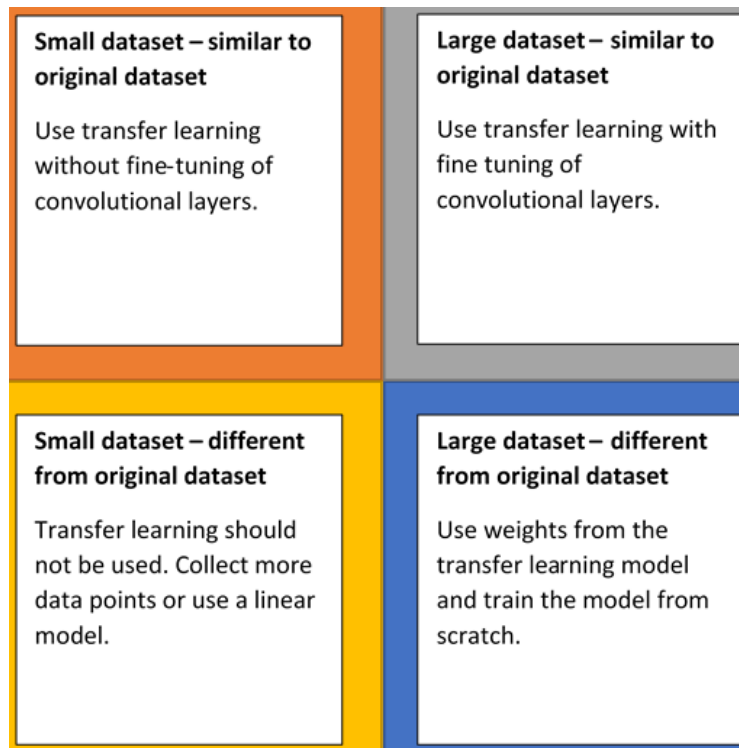 Small dataset – similar to
original dataset
Use transfer learning
without fine-tuning of
convolutional layers.
Large dataset – similar to
original dataset
Use transfer learning with
fine tuning of
convolutional layers.
Small dataset – different
from original dataset
Transfer learning should
not be used. Collect more
data points or use a linear
model.
Large dataset – different
from original dataset
Use weights from the
transfer learning model
and train the model from
scratch.